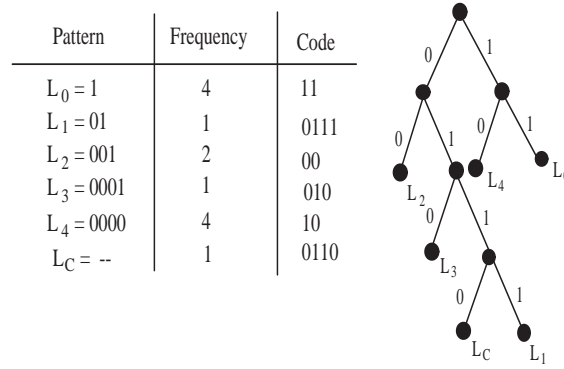 Pattern Frequency Code
L0 = 1 4 11
L1 = 01 1 0111
L2 = 001 2 00
L3 = 0001 1 010
L4 = 0000 4 10
LC = -- 1 0110
0 1
0 1 0 1
L2 L4
0 1
L3
0 1
LC L1